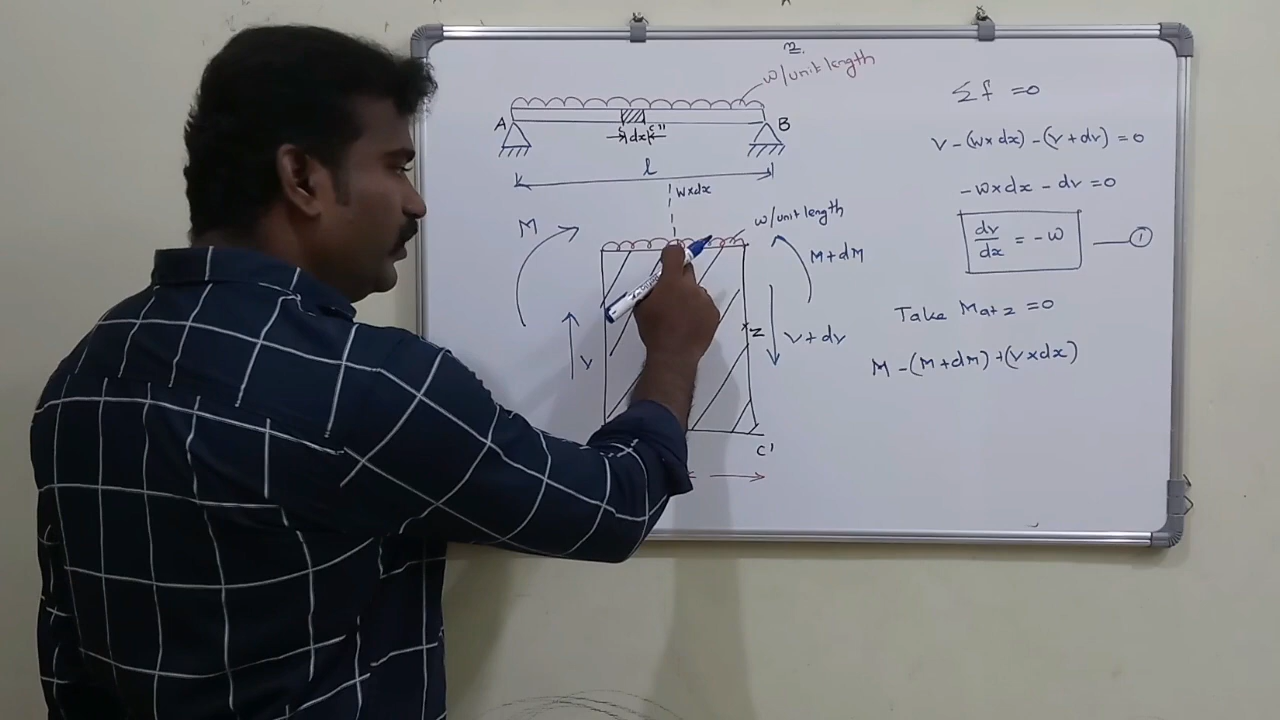 w/unit length
A
B
dx
c''
l
w×dx
M
w/unit length
M+dM
V
z
V+dv
c'
Σf =0
V-(w×dx)-(V+dv)=0
-w×dx-dv=0
dv/dx = -w ①
Take M at z =0
M-(M+dM)+(V×dx)